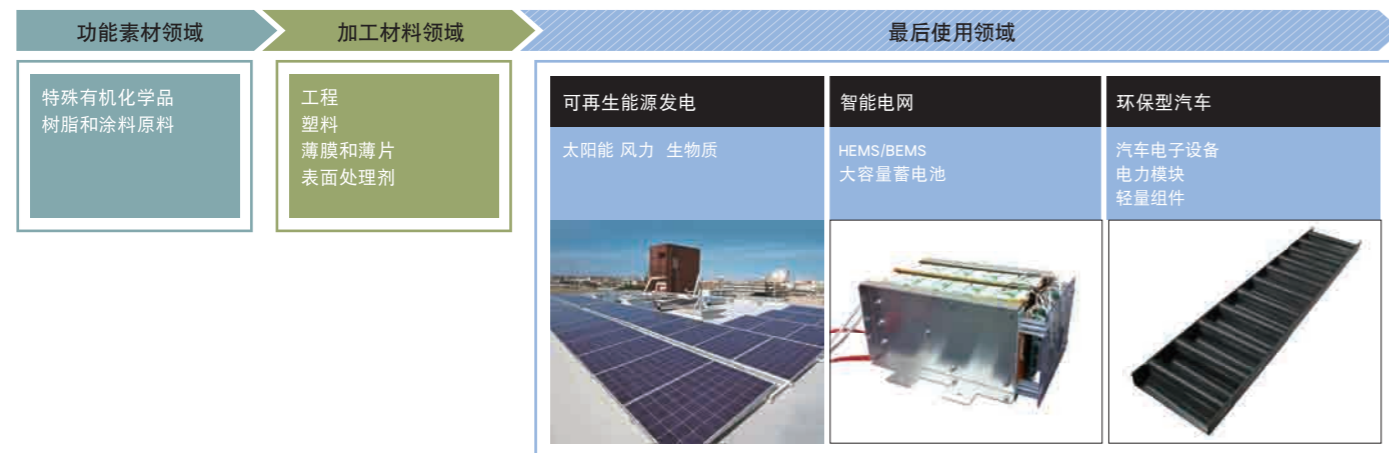 功能素材领域
加工材料领域
最后使用领域
特殊有机化学品
树脂和涂料原料
工程
塑料
薄膜和薄片
表面处理剂
可再生能源发电
太阳能 风力 生物质
智能电网
HEMS/BEMS
大容量蓄电池
环保型汽车
汽车电子设备
电力模块
轻量组件